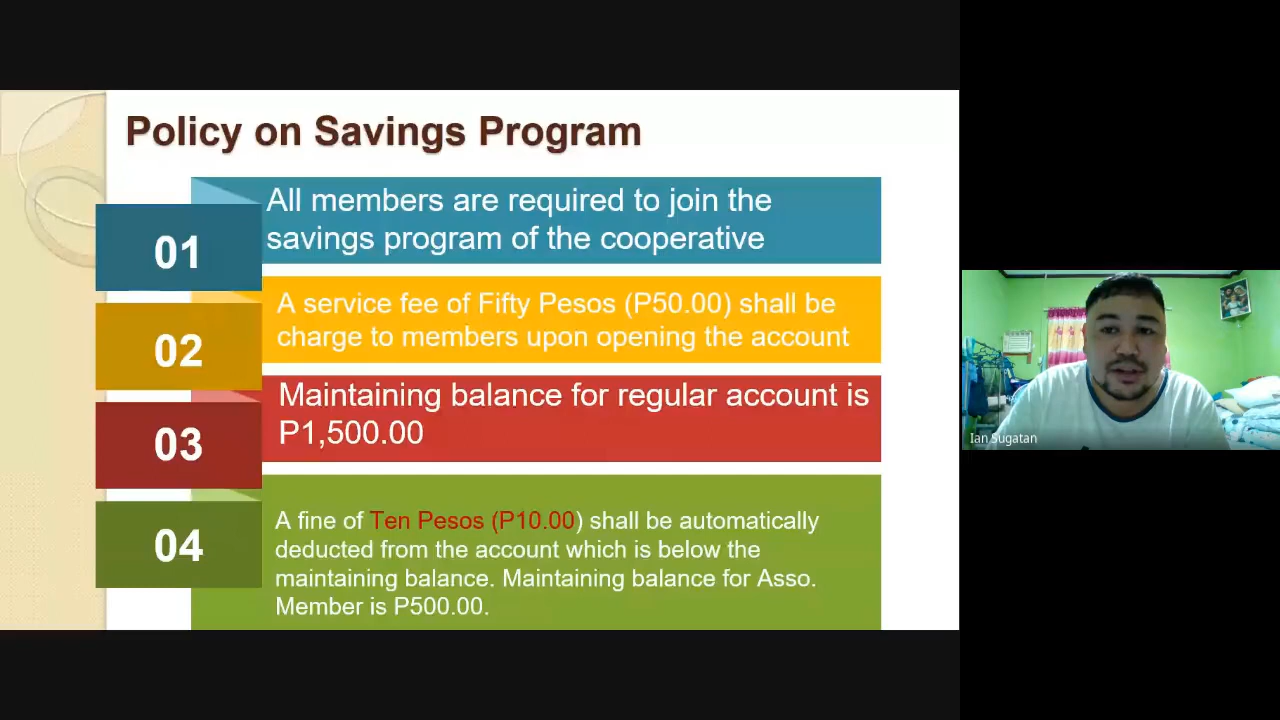 Policy on Savings Program
01
All members are required to join the
savings program of the cooperative
02
A service fee of Fifty Pesos (P50.00) shall be
charge to members upon opening the account
03
Maintaining balance for regular account is
P1,500.00
04
A fine of Ten Pesos (P10.00) shall be automatically
deducted from the account which is below the
maintaining balance. Maintaining balance for Asso.
Member is P500.00.
Ian Sugatan